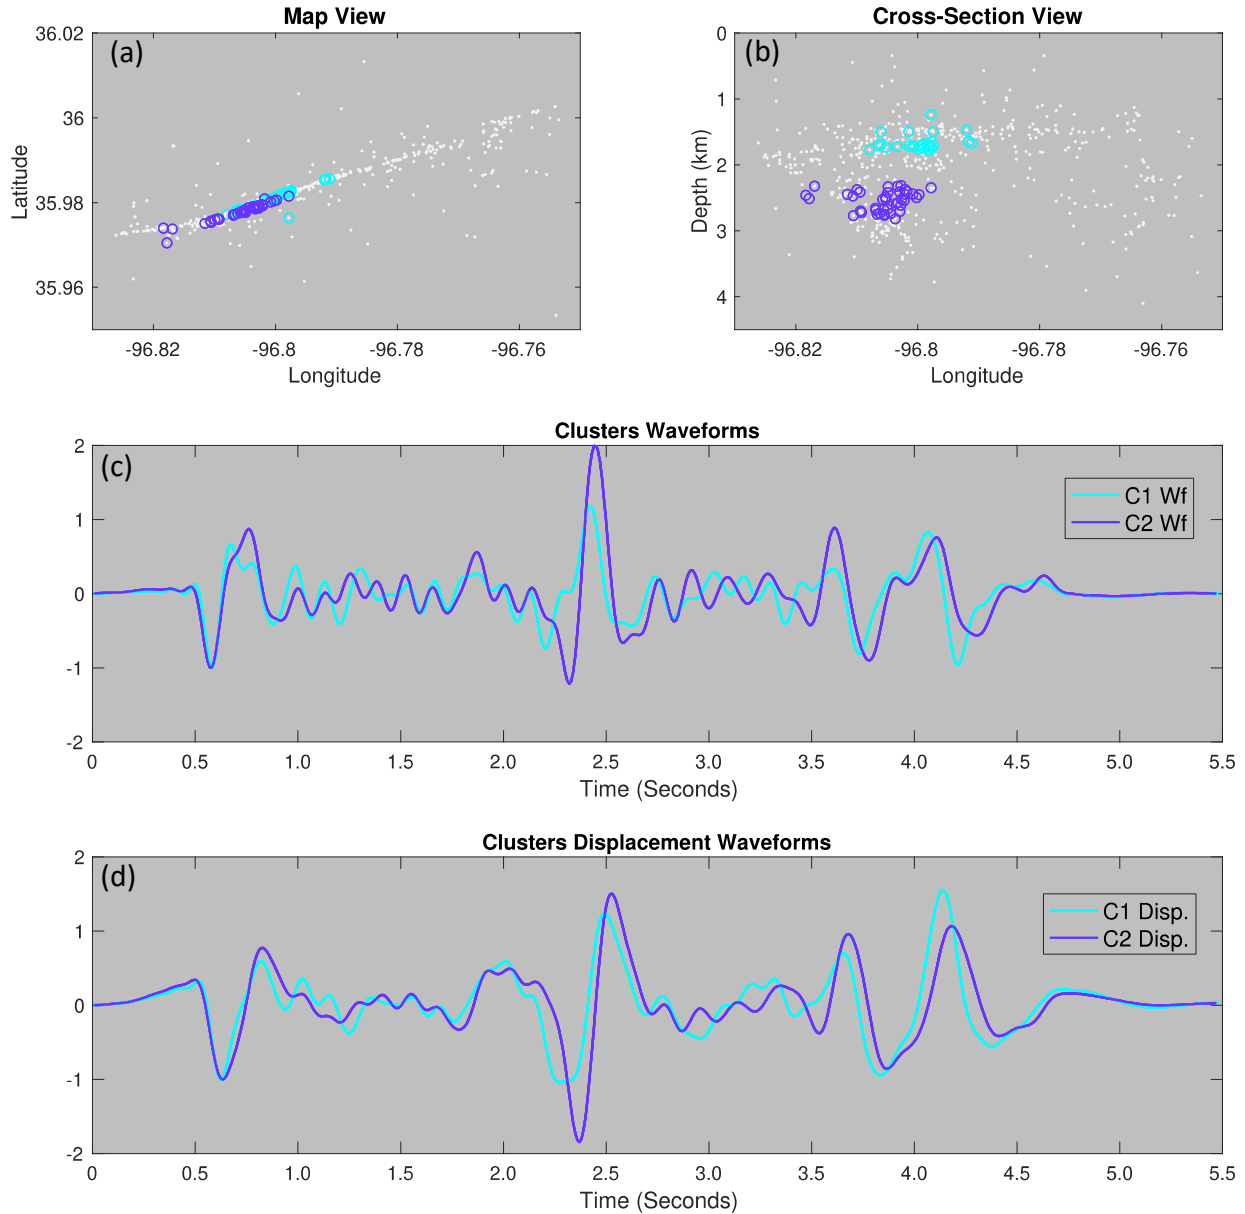 Map View
(a)
36.02
36
35.98
35.96
Latitude
-96.82
-96.8
-96.78
-96.76
Longitude
Cross-Section View
(b)
0
1
2
3
4
Depth (km)
-96.82
-96.8
-96.78
-96.76
Longitude
Clusters Waveforms
(c)
2
1
0
-1
-2
C1 Wf
C2 Wf
0 0.5 1.0 1.5 2.0 2.5 3.0 3.5 4.0 4.5 5.0 5.5
Time (Seconds)
Clusters Displacement Waveforms
(d)
2
1
0
-1
-2
C1 Disp.
C2 Disp.
0 0.5 1.0 1.5 2.0 2.5 3.0 3.5 4.0 4.5 5.0 5.5
Time (Seconds)